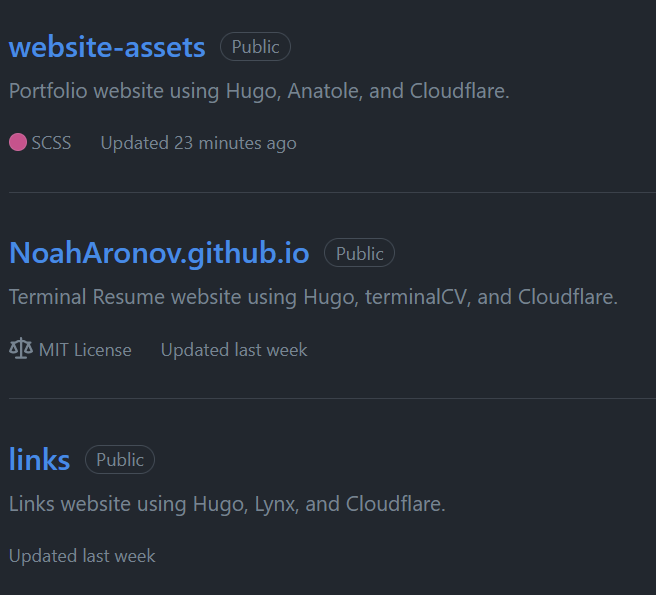 website-assets Public
Portfolio website using Hugo, Anatole, and Cloudflare.
SCSS Updated 23 minutes ago
NoahAronov.github.io Public
Terminal Resume website using Hugo, terminalCV, and Cloudflare.
MIT License Updated last week
links Public
Links website using Hugo, Lynx, and Cloudflare.
Updated last week